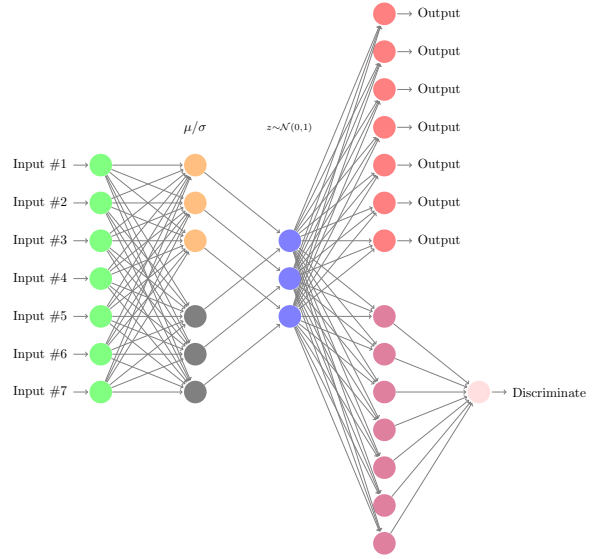 Output
Output
Output
Output
Output
Output
Output
μ/σ
z∼𝒩(0,1)
Input #1
Input #2
Input #3
Input #4
Input #5
Input #6
Input #7
Discriminate